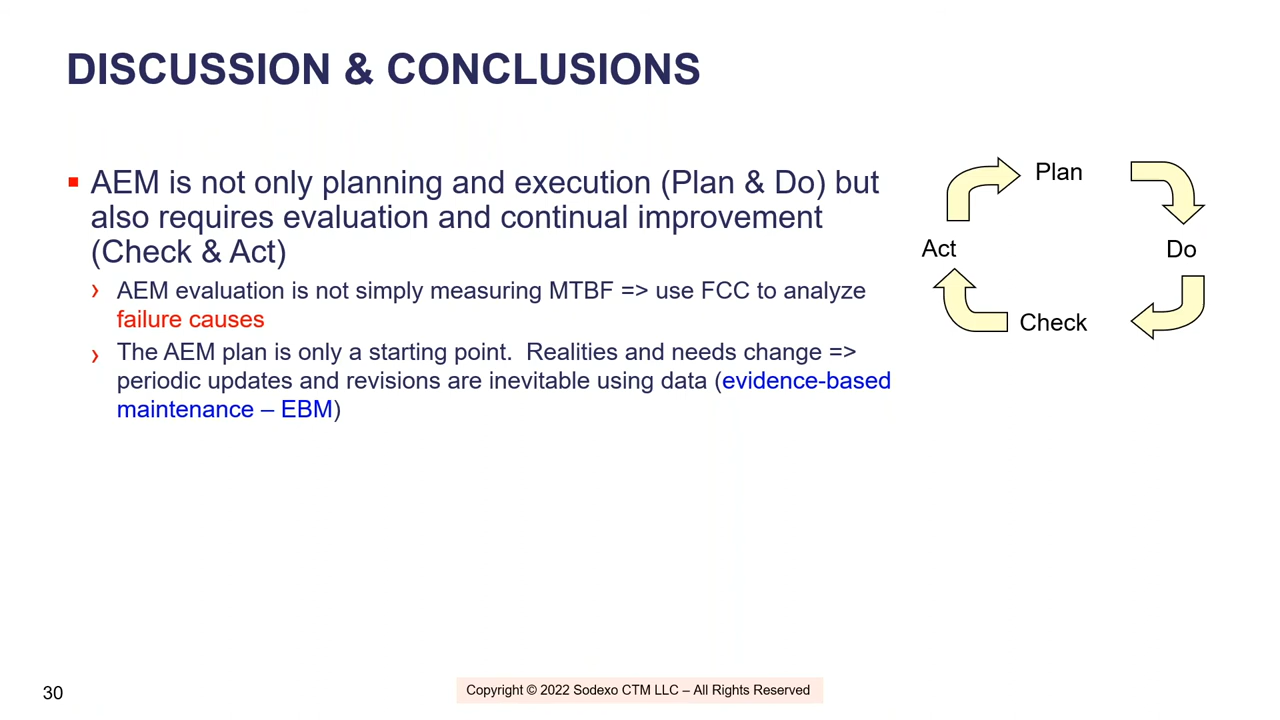 DISCUSSION & CONCLUSIONS
AEM is not only planning and execution (Plan & Do) but
also requires evaluation and continual improvement
(Check & Act)
› AEM evaluation is not simply measuring MTBF => use FCC to analyze
failure causes
› The AEM plan is only a starting point.  Realities and needs change =>
periodic updates and revisions are inevitable using data (evidence-based
maintenance – EBM)
Plan
Act
Do
Check
30
Copyright © 2022 Sodexo CTM LLC – All Rights Reserved